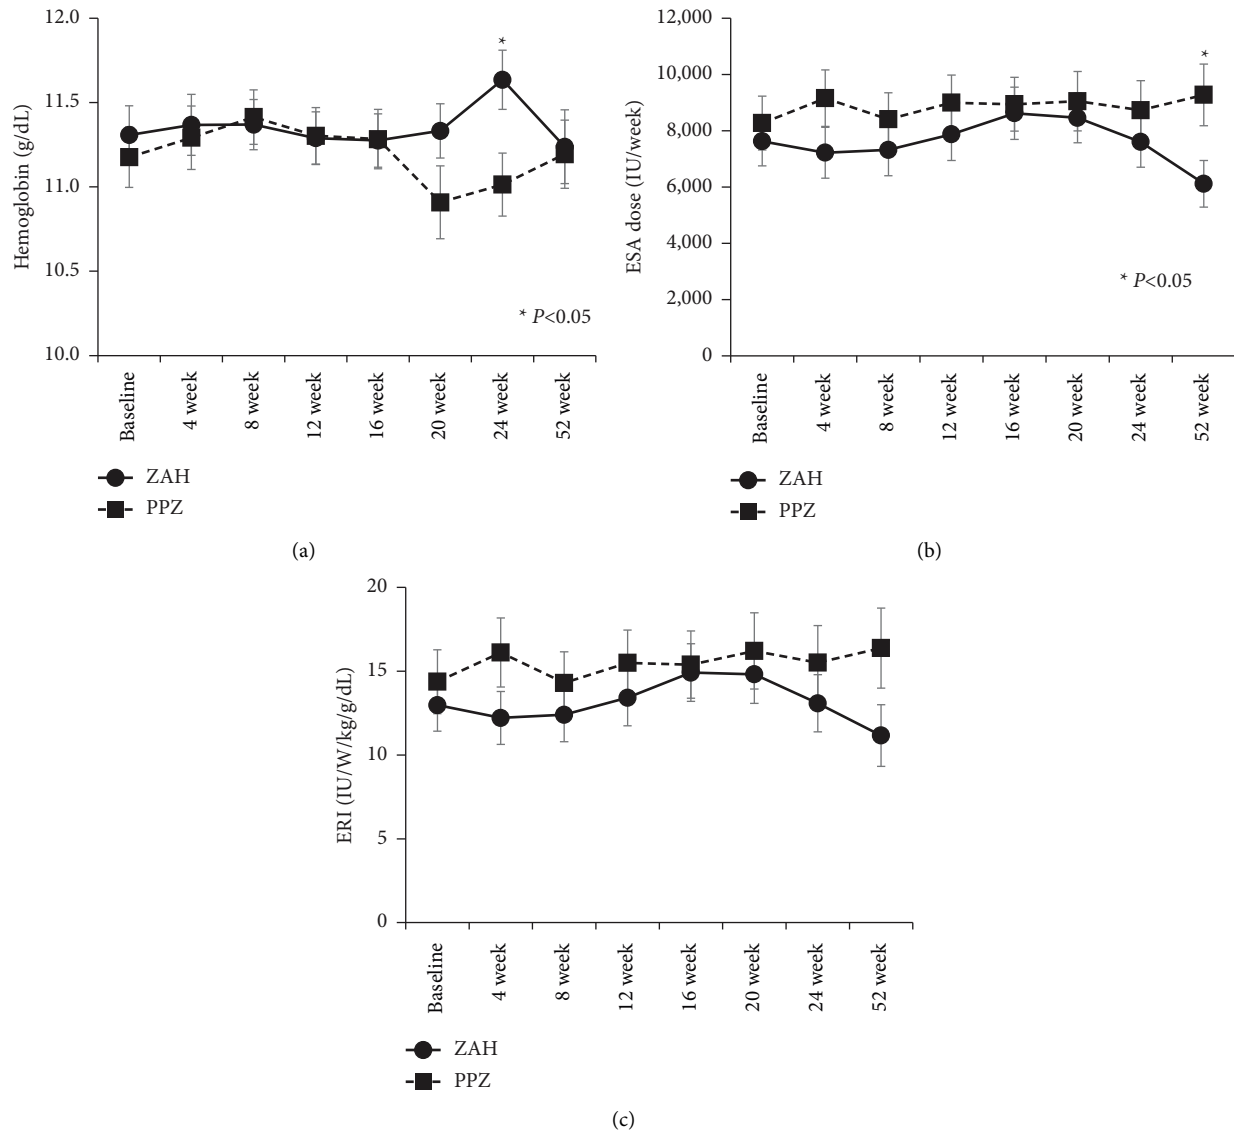 12.0
11.5
11.0
10.5
10.0
Hemoglobin (g/dL)
*
* P<0.05
Baseline
4 week
8 week
12 week
16 week
20 week
24 week
52 week
ZAH
PPZ
(a)
12,000
10,000
8,000
6,000
4,000
2,000
0
ESA dose (IU/week)
*
* P<0.05
Baseline
4 week
8 week
12 week
16 week
20 week
24 week
52 week
ZAH
PPZ
(b)
20
15
10
5
0
ERI (IU/W/kg/g/dL)
Baseline
4 week
8 week
12 week
16 week
20 week
24 week
52 week
ZAH
PPZ
(c)